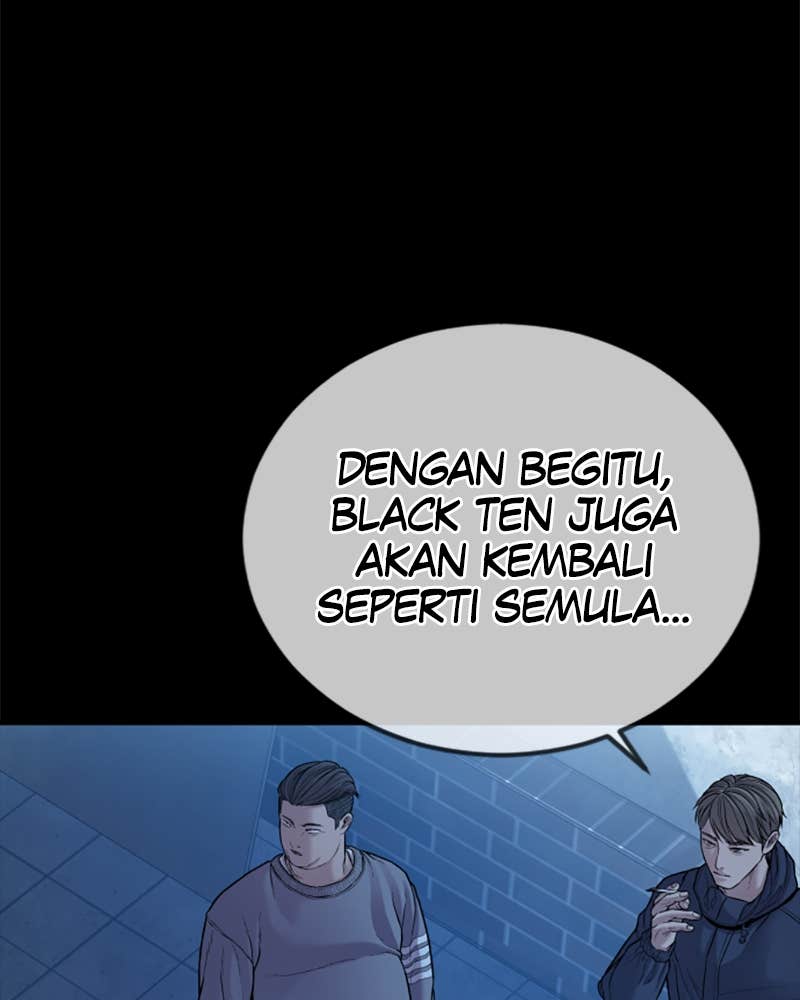 DENGAN BEGITU,
BLACK TEN JUGA
AKAN KEMBALI
SEPERTI SEMULA...